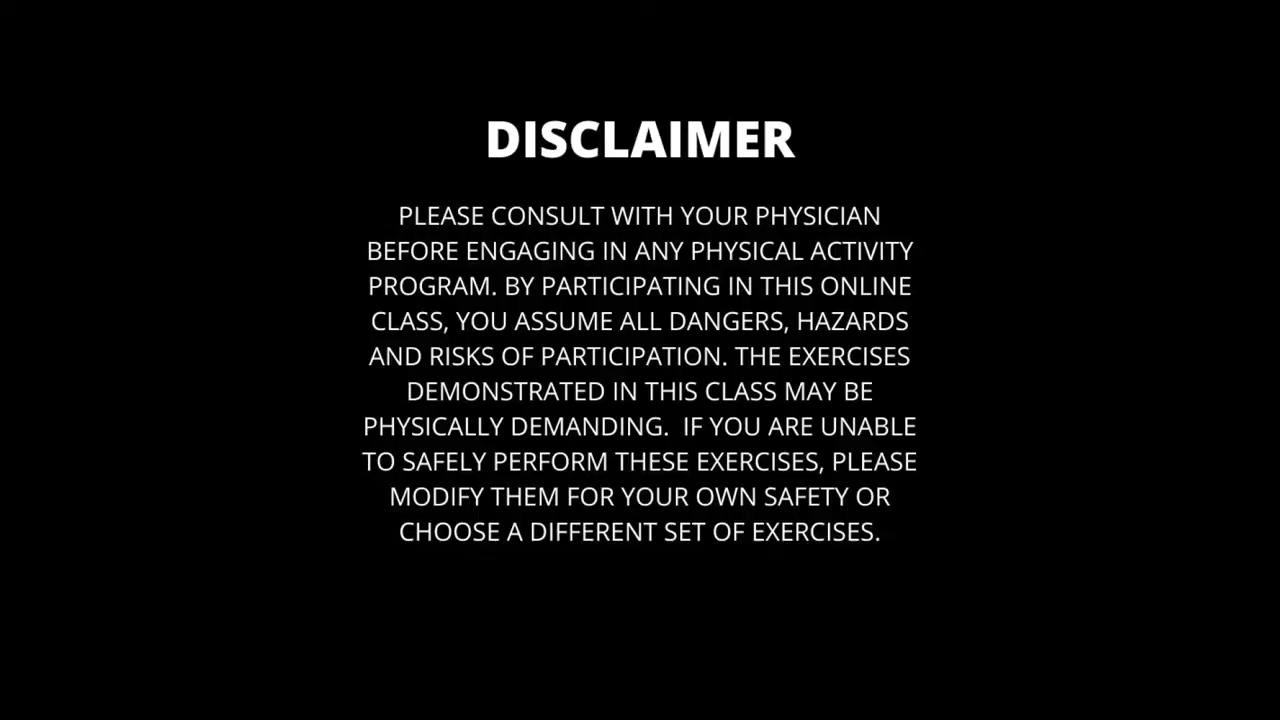 DISCLAIMER
PLEASE CONSULT WITH YOUR PHYSICIAN
BEFORE ENGAGING IN ANY PHYSICAL ACTIVITY
PROGRAM. BY PARTICIPATING IN THIS ONLINE
CLASS, YOU ASSUME ALL DANGERS, HAZARDS
AND RISKS OF PARTICIPATION. THE EXERCISES
DEMONSTRATED IN THIS CLASS MAY BE
PHYSICALLY DEMANDING.  IF YOU ARE UNABLE
TO SAFELY PERFORM THESE EXERCISES, PLEASE
MODIFY THEM FOR YOUR OWN SAFETY OR
CHOOSE A DIFFERENT SET OF EXERCISES.